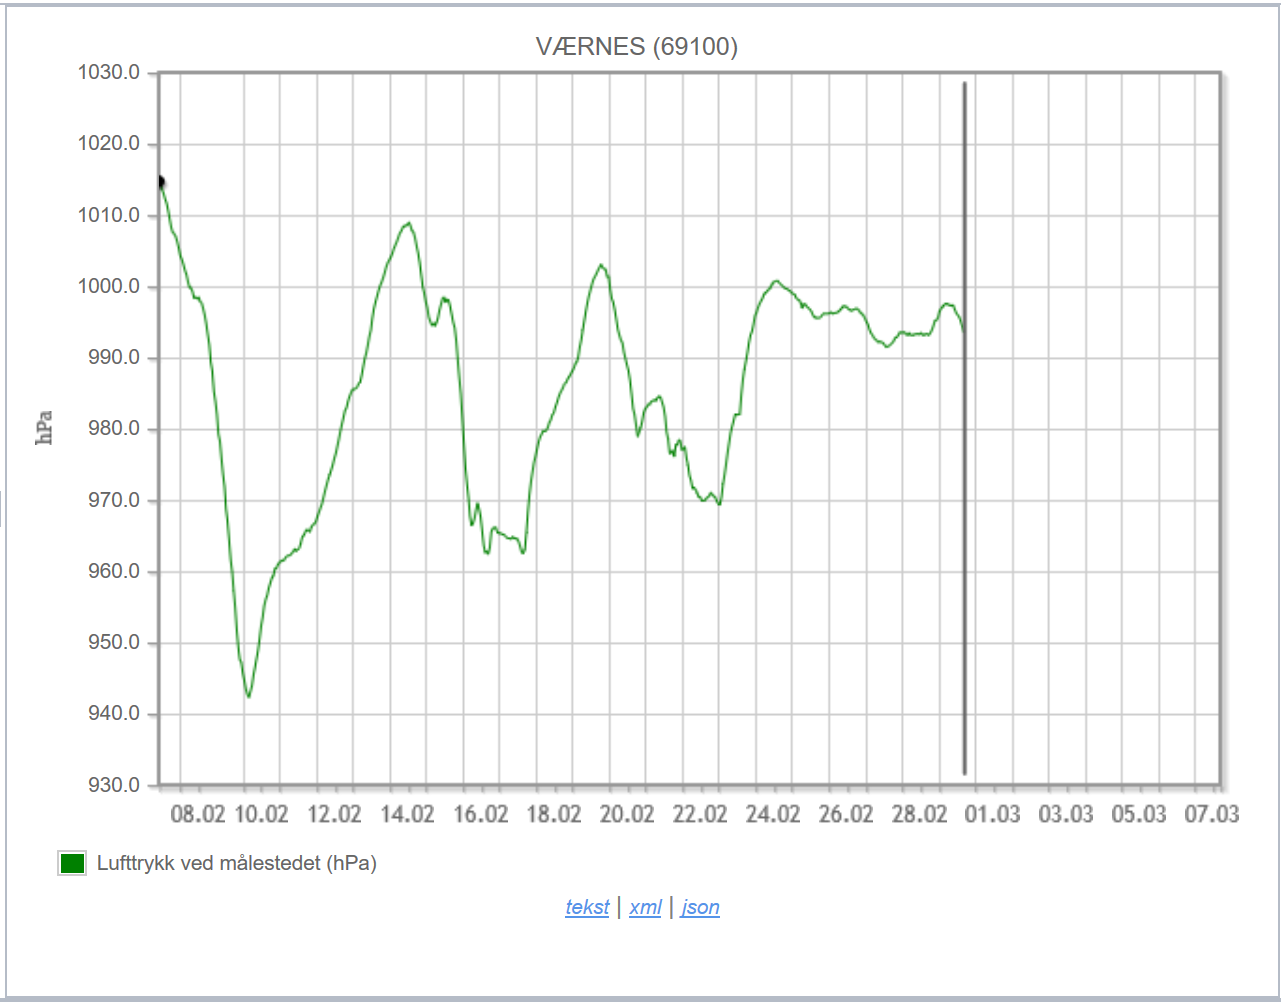 VÆRNES (69100)
1030.0
1020.0
1010.0
1000.0
990.0
980.0
970.0
960.0
950.0
940.0
930.0
hPa
08.02 10.02 12.02 14.02 16.02 18.02 20.02 22.02 24.02 26.02 28.02 01.03 03.03 05.03 07.03
Lufttrykk ved målestedet (hPa)
tekst | xml | json